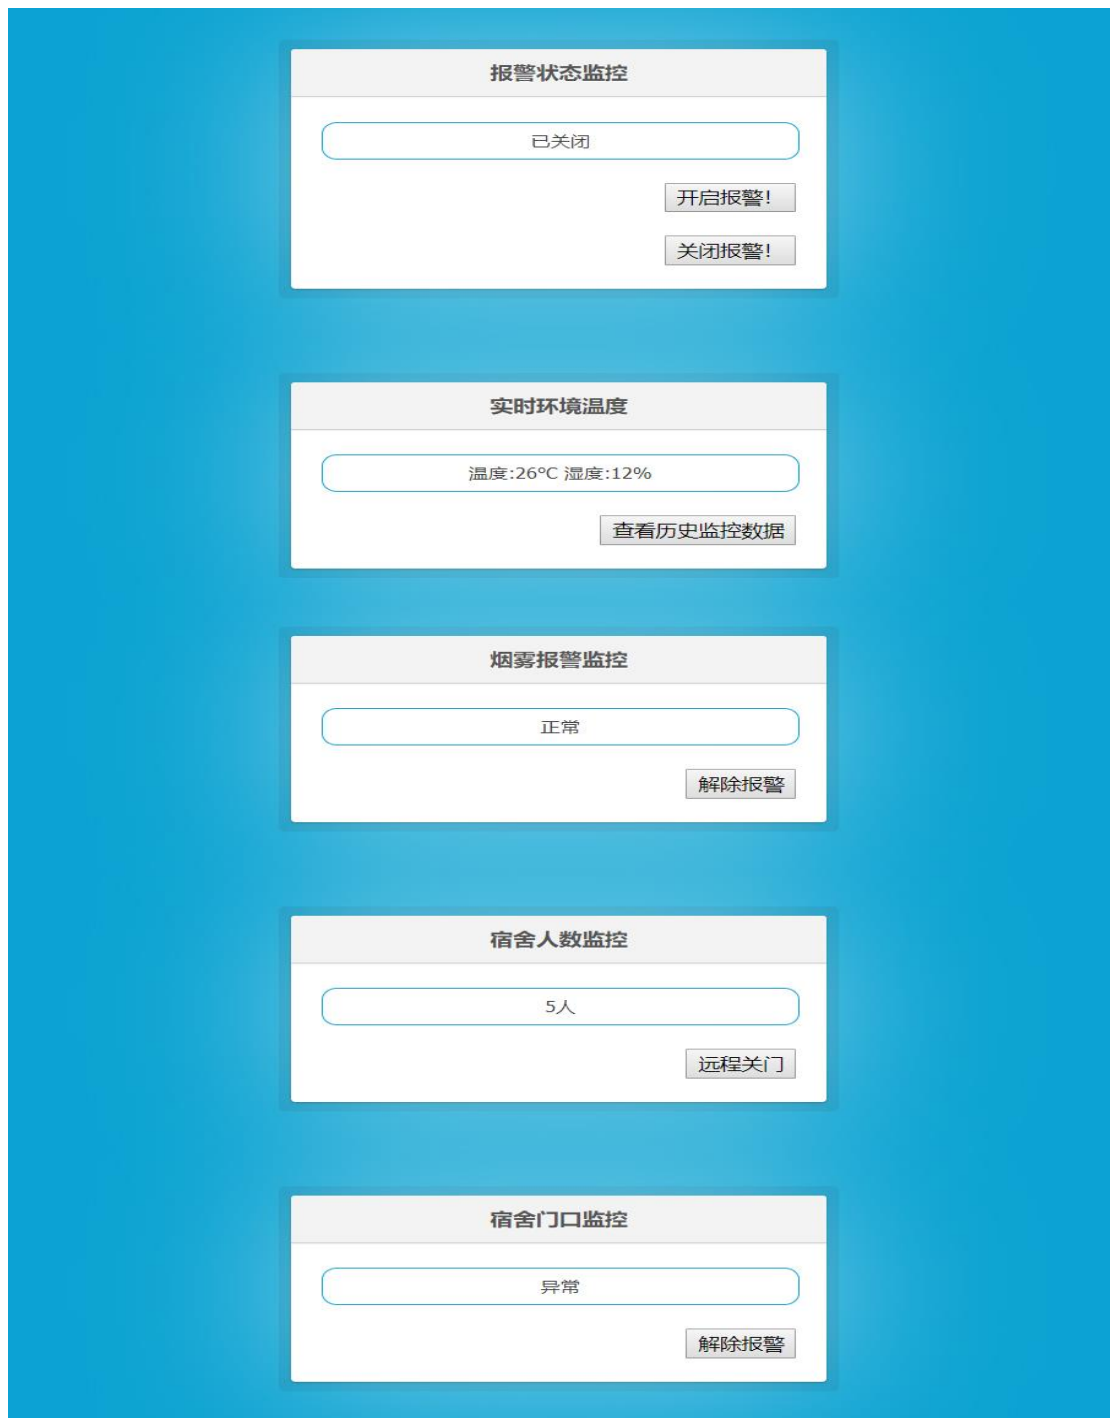 报警状态监控
已关闭
开启报警！
关闭报警！
实时环境温度
温度:26°C 湿度:12%
查看历史监控数据
烟雾报警监控
正常
解除报警
宿舍人数监控
5人
远程关门
宿舍门口监控
异常
解除报警